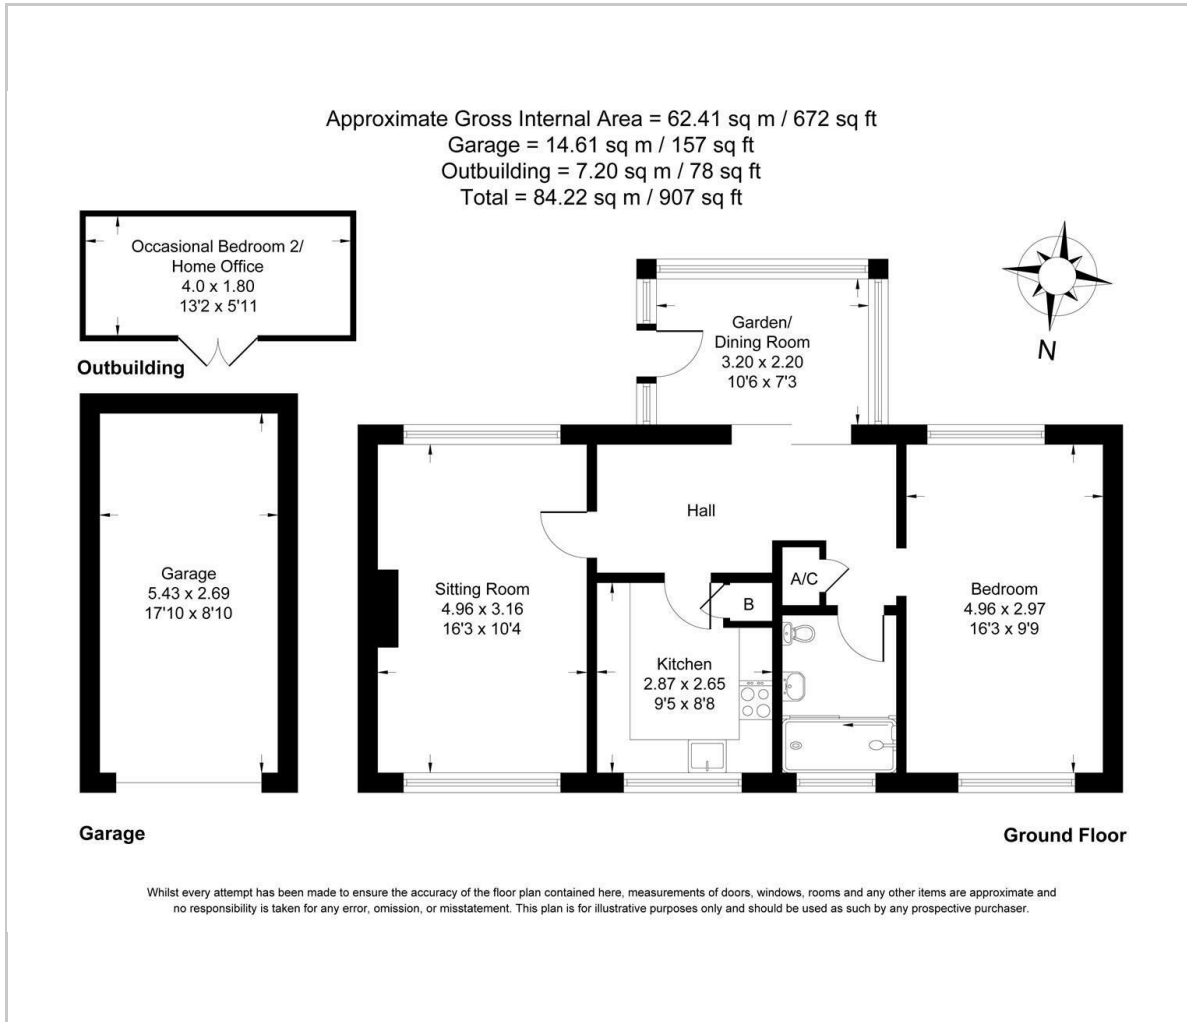 Approximate Gross Internal Area = 62.41 sq m / 672 sq ft
Garage = 14.61 sq m / 157 sq ft
Outbuilding = 7.20 sq m / 78 sq ft
Total = 84.22 sq m / 907 sq ft
Occasional Bedroom 2/
Home Office
4.0 x 1.80
13'2 x 5'11
Outbuilding
N
Garden/
Dining Room
3.20 x 2.20
10'6 x 7'3
Hall
Garage
5.43 x 2.69
17'10 x 8'10
Sitting Room
4.96 x 3.16
16'3 x 10'4
A/C
B
Bedroom
4.96 x 2.97
16'3 x 9'9
Kitchen
2.87 x 2.65
9'5 x 8'8
Garage
Ground Floor
Whilst every attempt has been made to ensure the accuracy of the floor plan contained here, measurements of doors, windows, rooms and any other items are approximate and
no responsibility is taken for any error, omission, or misstatement. This plan is for illustrative purposes only and should be used as such by any prospective purchaser.